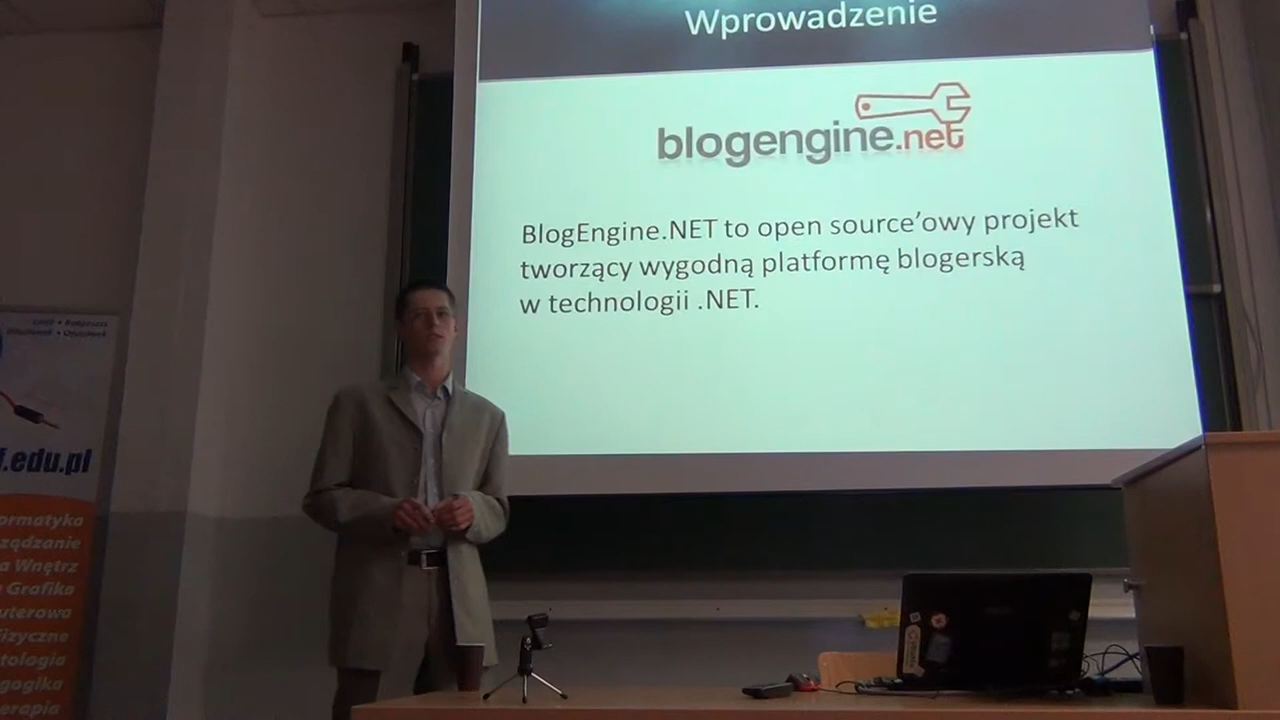 Wprowadzenie
blogengine.net
BlogEngine.NET to open source’owy projekt
tworzący wygodną platformę blogerską
w technologii .NET.
.edu.pl
ormatyka
ządzanie
a Wnętrz
Grafika
uterowa
izyczne
tologia
gogika
erapia